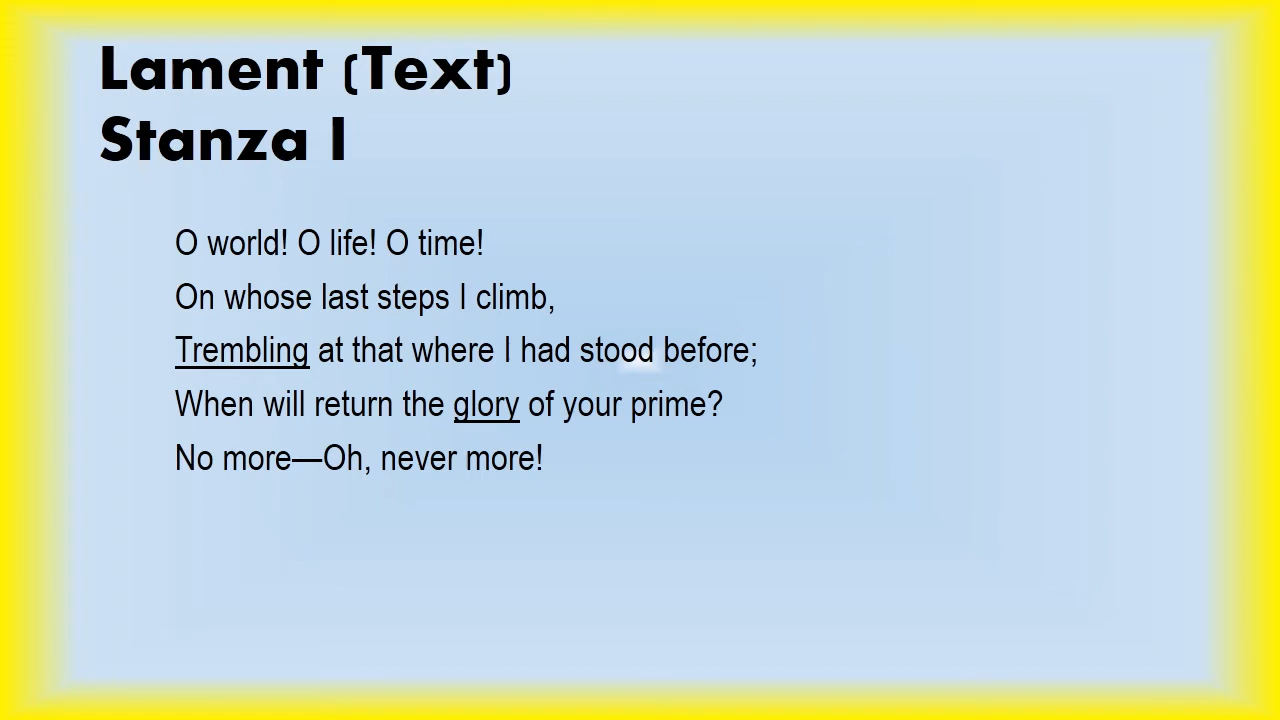 Lament (Text)
Stanza I
O world! O life! O time!
On whose last steps I climb,
Trembling at that where I had stood before;
When will return the glory of your prime?
No more—Oh, never more!